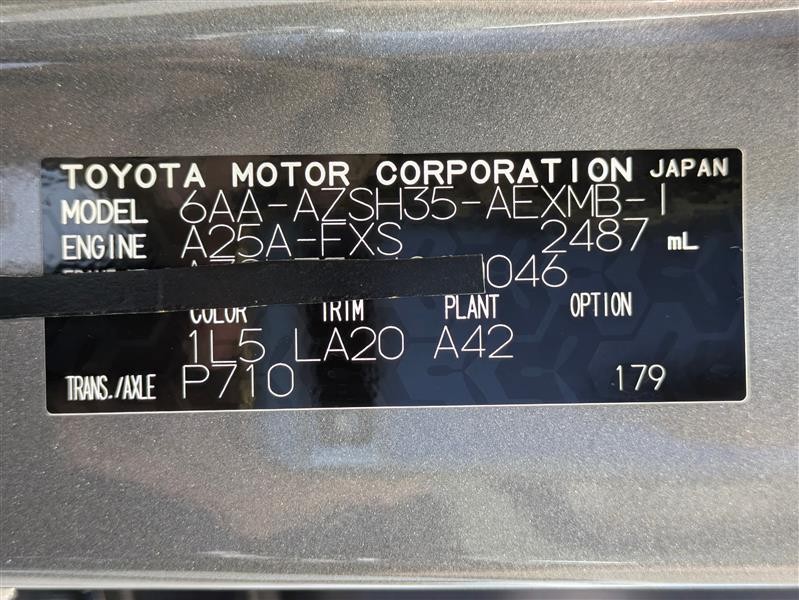 TOYOTA MOTOR CORPORATION JAPAN
MODEL 6AA-AZSH35-AEXMB-I
ENGINE A25A-FXS 2487 mL
046
COLOR TRIM PLANT OPTION
1L5 LA20 A42
TRANS./AXLE P710 179